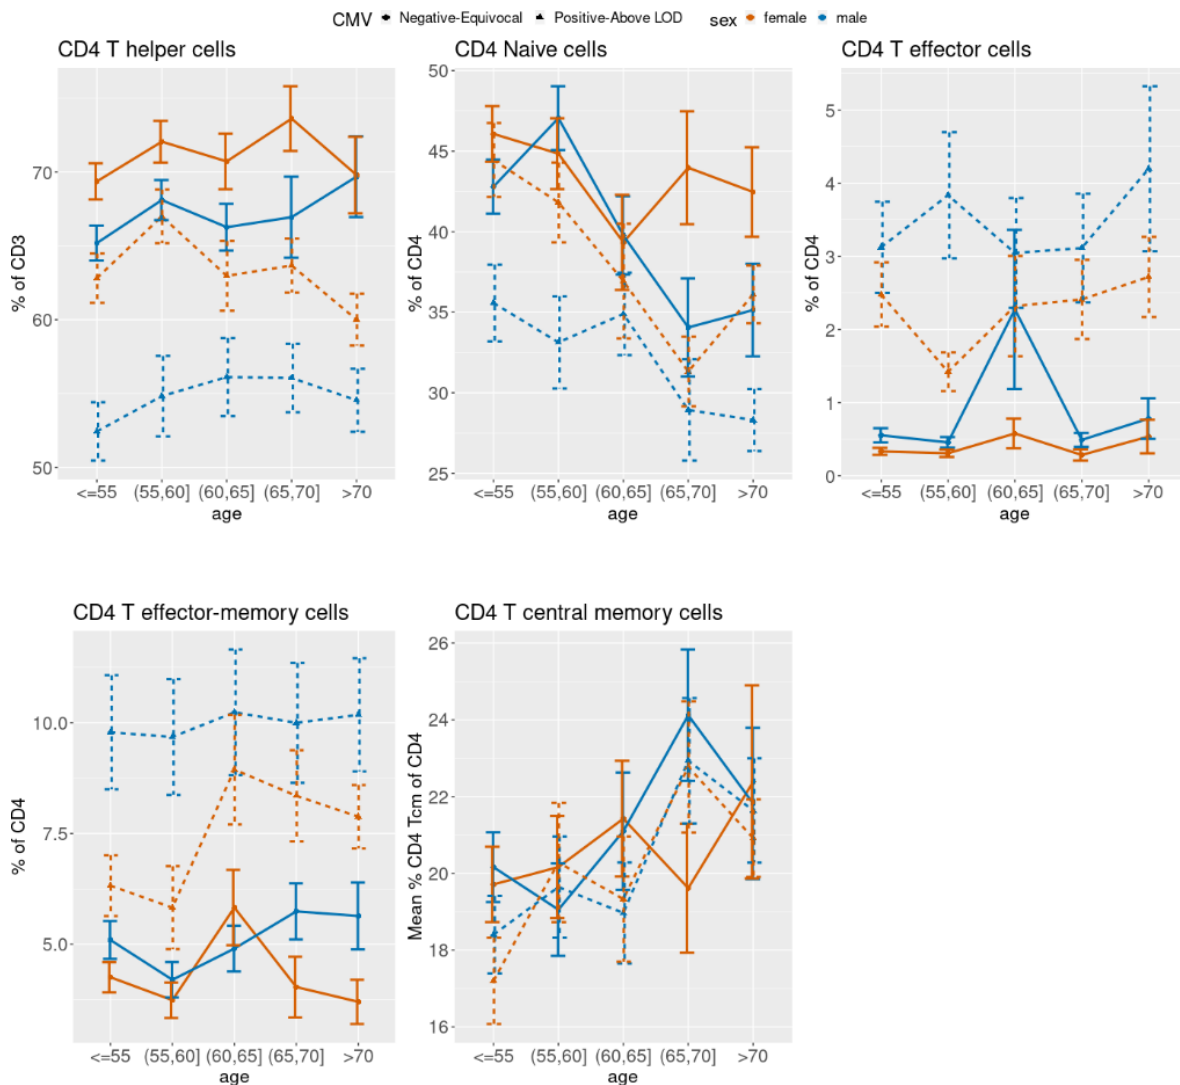 CMV Negative-Equivocal Positive-Above LOD sex female male
CD4 T helper cells
% of CD3
70
60
50
<=55 (55,60] (60,65] (65,70] >70
age
CD4 Naive cells
% of CD4
50
45
40
35
30
25
<=55 (55,60] (60,65] (65,70] >70
age
CD4 T effector cells
% of CD4
5
4
3
2
1
0
<=55 (55,60] (60,65] (65,70] >70
age
CD4 T effector-memory cells
% of CD4
10.0
7.5
5.0
<=55 (55,60] (60,65] (65,70] >70
age
CD4 T central memory cells
Mean % CD4 Tcm of CD4
26
24
22
20
18
16
<=55 (55,60] (60,65] (65,70] >70
age